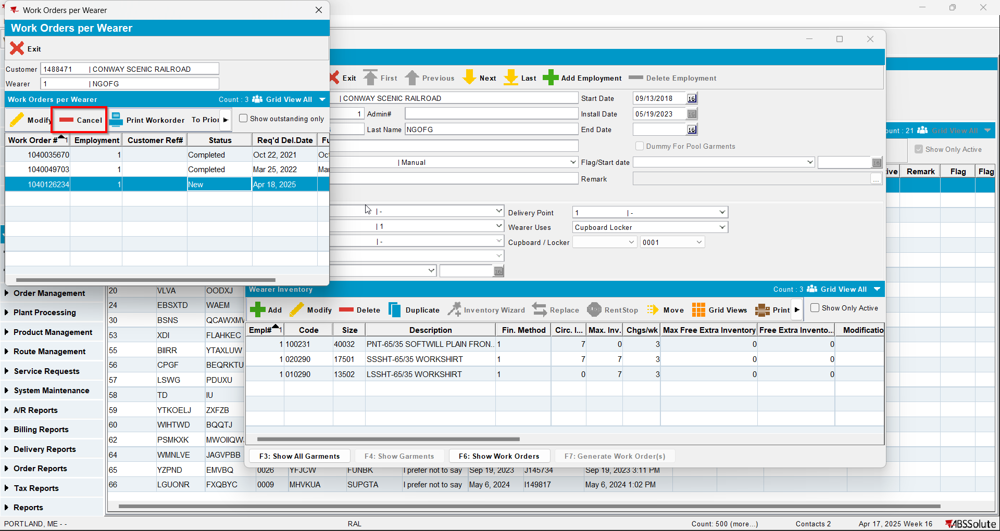 Work Orders per Wearer
Work Orders per Wearer
Exit
Customer 1488471 | CONWAY SCENIC RAILROAD
Wearer 1 | NGOFG
Work Orders per Wearer Count : 3 Grid View All
Modify Cancel Print Workorder To Prior Show outstanding only
Work Order # 1 Employment Customer Ref# Status Req'd Del.Date
1040035670 1 Completed Oct 22, 2021
1040049703 1 Completed Mar 25, 2022
1040126234 1 New Apr 18, 2025
Exit First Previous Next Last Add Employment Delete Employment
| CONWAY SCENIC RAILROAD Start Date 09/13/2018 16
1 Admin# Install Date 05/19/2023 16
Last Name NGOFG End Date 16
Dummy For Pool Garments
| Manual Flag/Start date 16
Remark ...
| - Delivery Point 1 | -
| 1 Wearer Uses Cupboard Locker
| - Cupboard / Locker 0001
16
ount : 21 Grid View All
Show Only Active
ive Remark Flag Flag
Wearer Inventory Count : 3 Grid View All
Add Modify Delete Duplicate Inventory Wizard Replace RentStop Move Grid Views Print Show Only Active
Empl# 1 Code Size Description Fin. Method Circ. I... Max. Inv. Chgs/wk Max Free Extra Inventory Free Extra Invento... Modificatio
1 100231 40032 PNT-65/35 SOFTWILL PLAIN FRON.. 1 7 0 3 0 0
1 020290 17501 SSSHT-65/35 WORKSHIRT 1 7 7 3 0 0
1 010290 13502 LSSHT-65/35 WORKSHIRT 1 0 7 3 0 0
F3: Show All Garments F4: Show Garments F6: Show Work Orders F7: Generate Work Order(s)
Order Management
Plant Processing
Product Management
Route Management
Service Requests
System Maintenance
A/R Reports
Billing Reports
Delivery Reports
Order Reports
Tax Reports
Reports
20 VLVA OODXJ
24 EBSXTD WAEM
30 BSNS QCAWXMW
53 XDI FLAHKEC
55 BIIRR YTAXLUW
56 CPGF BEQRKTU
57 LSWG PDUXU
58 TD IU
59 YTKOELJ ZXFZB
60 WIHTWD BQQTJ
62 PSMKXK MWOIIQW
64 WMNLVE JAGVPBB
65 YZPND EMVBQ 0026 YFJCW FUNBK I prefer not to say Sep 19, 2023 J145734 Sep 19, 2023 3:11 PM
66 LGUONR FXQBYC 0009 MHVKUA SUPGTA I prefer not to say May 6, 2024 I149817 May 6, 2024 1:02 PM
PORTLAND, ME - - RAL Count: 500 (more...) Contacts 2 Apr 17, 2025 Week 16 ABSSolute